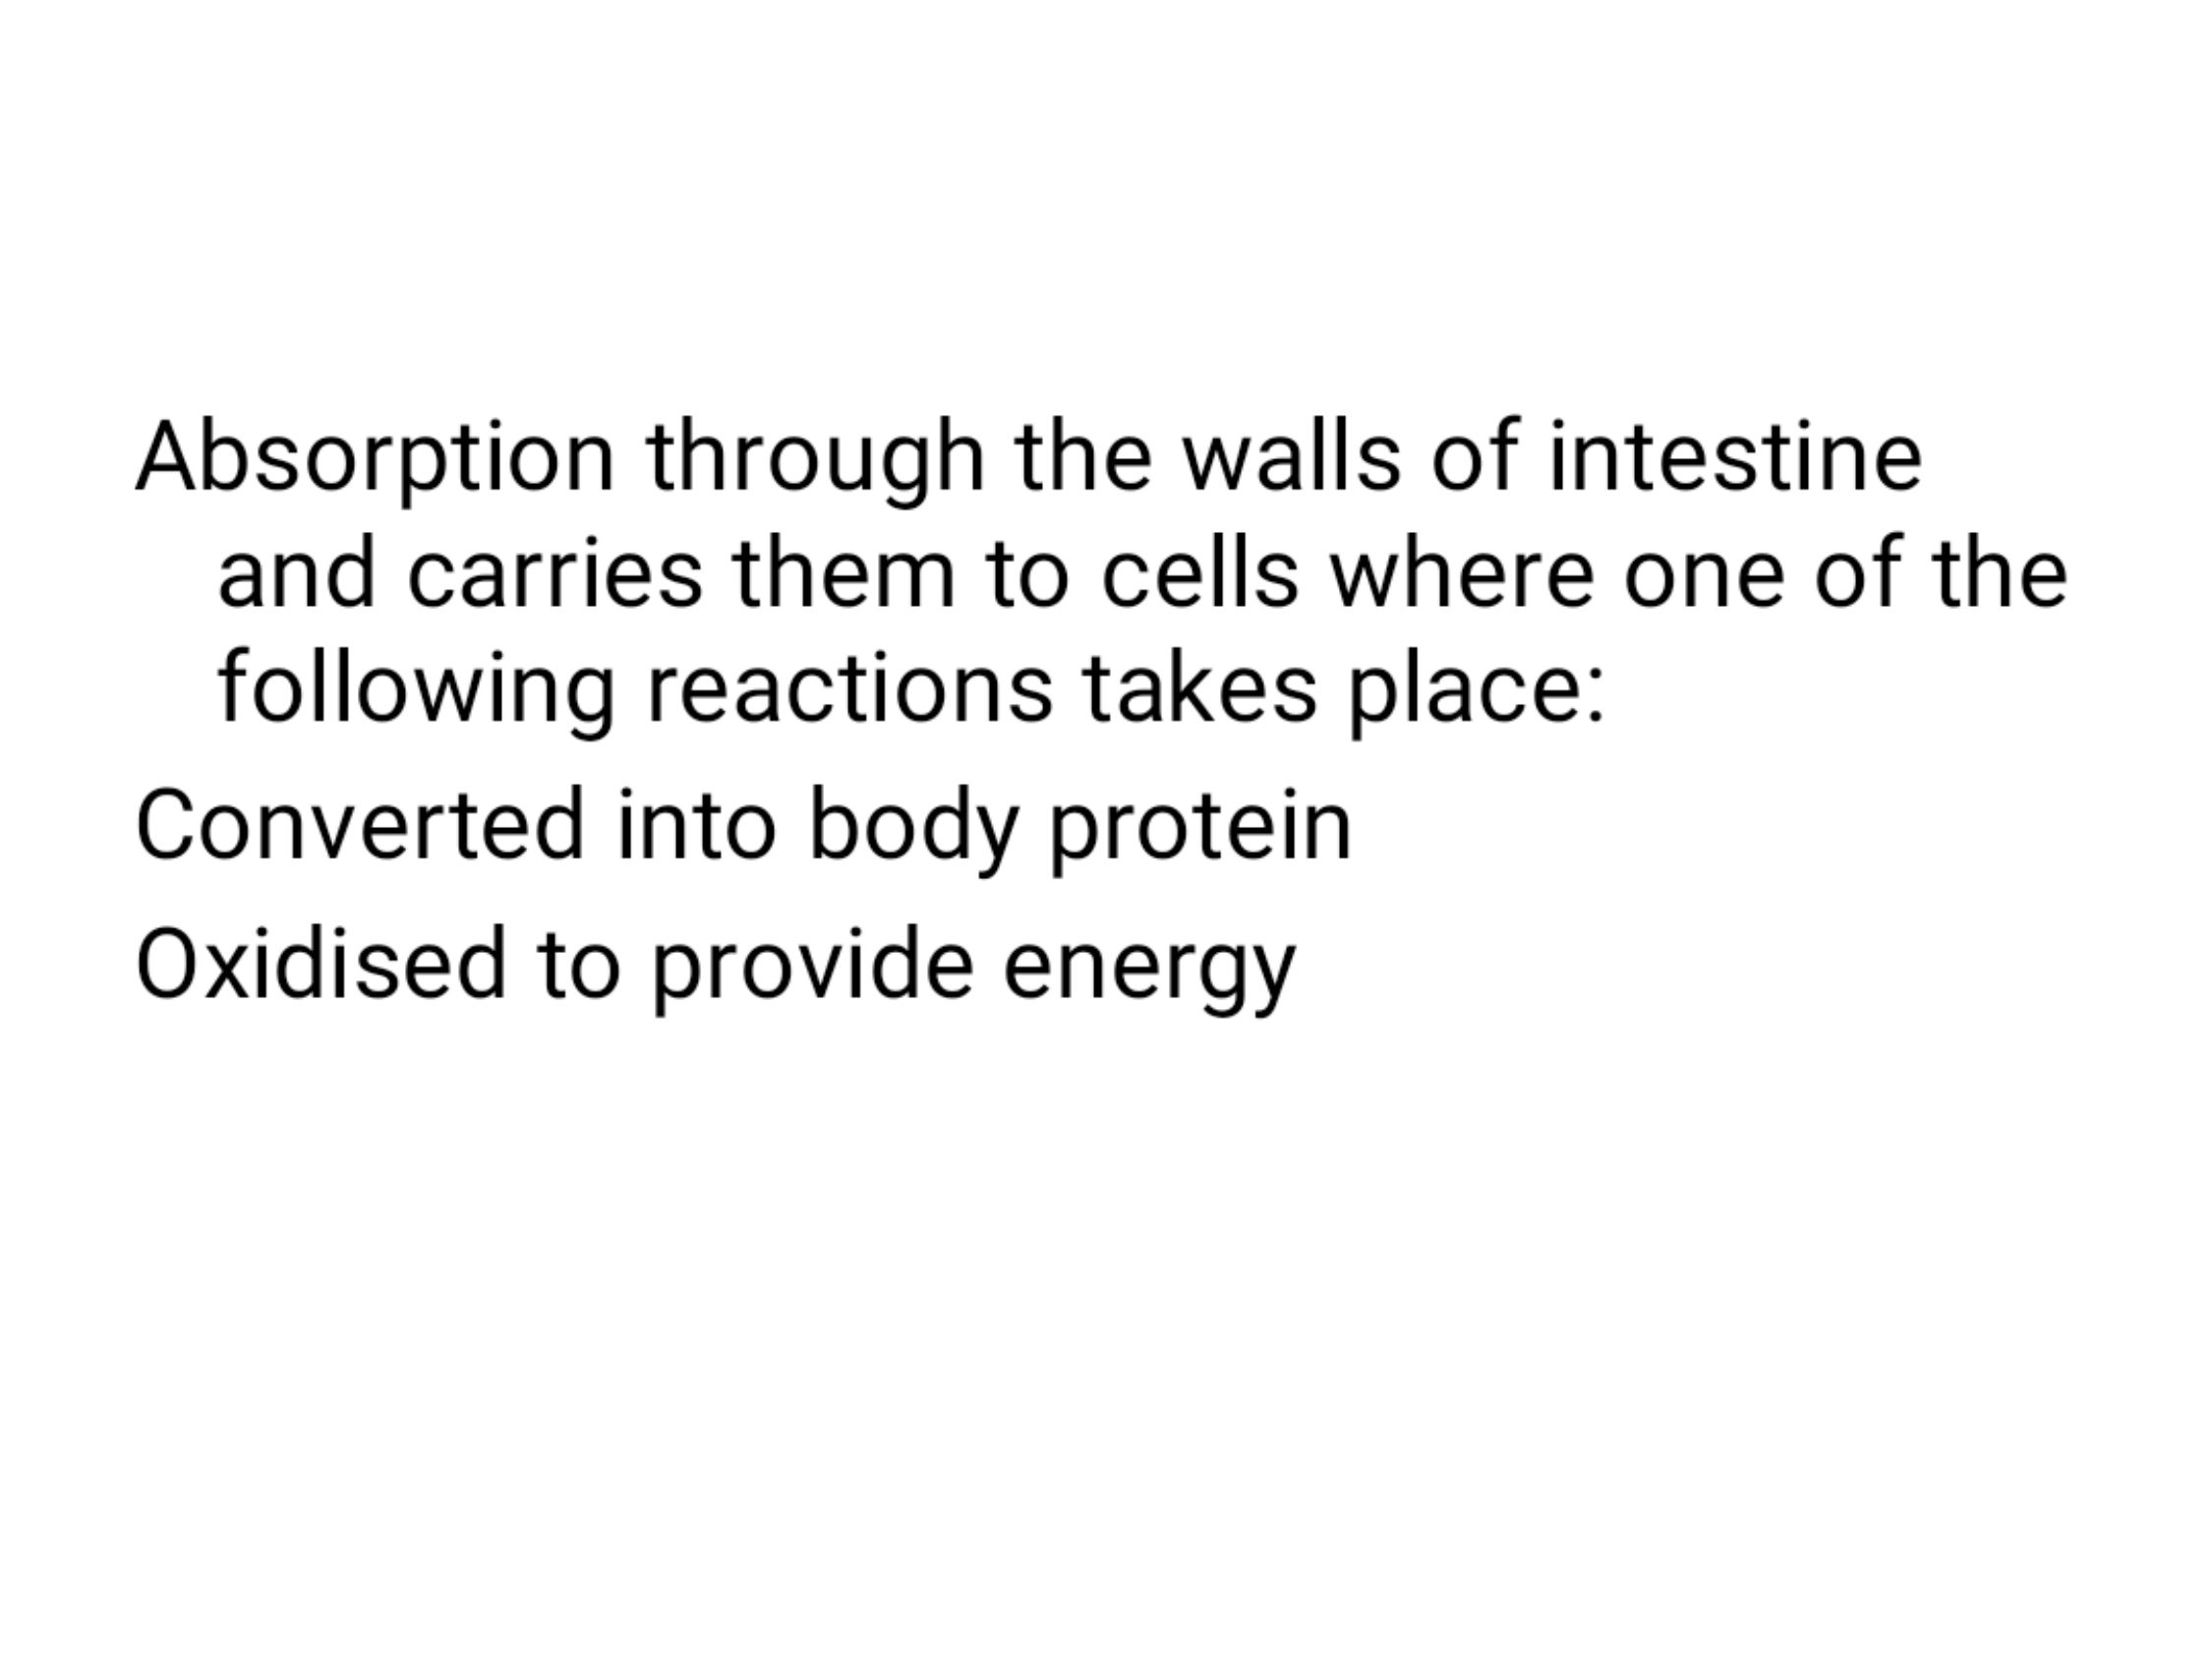 Absorption through the walls of intestine
and carries them to cells where one of the
following reactions takes place:
Converted into body protein
Oxidised to provide energy